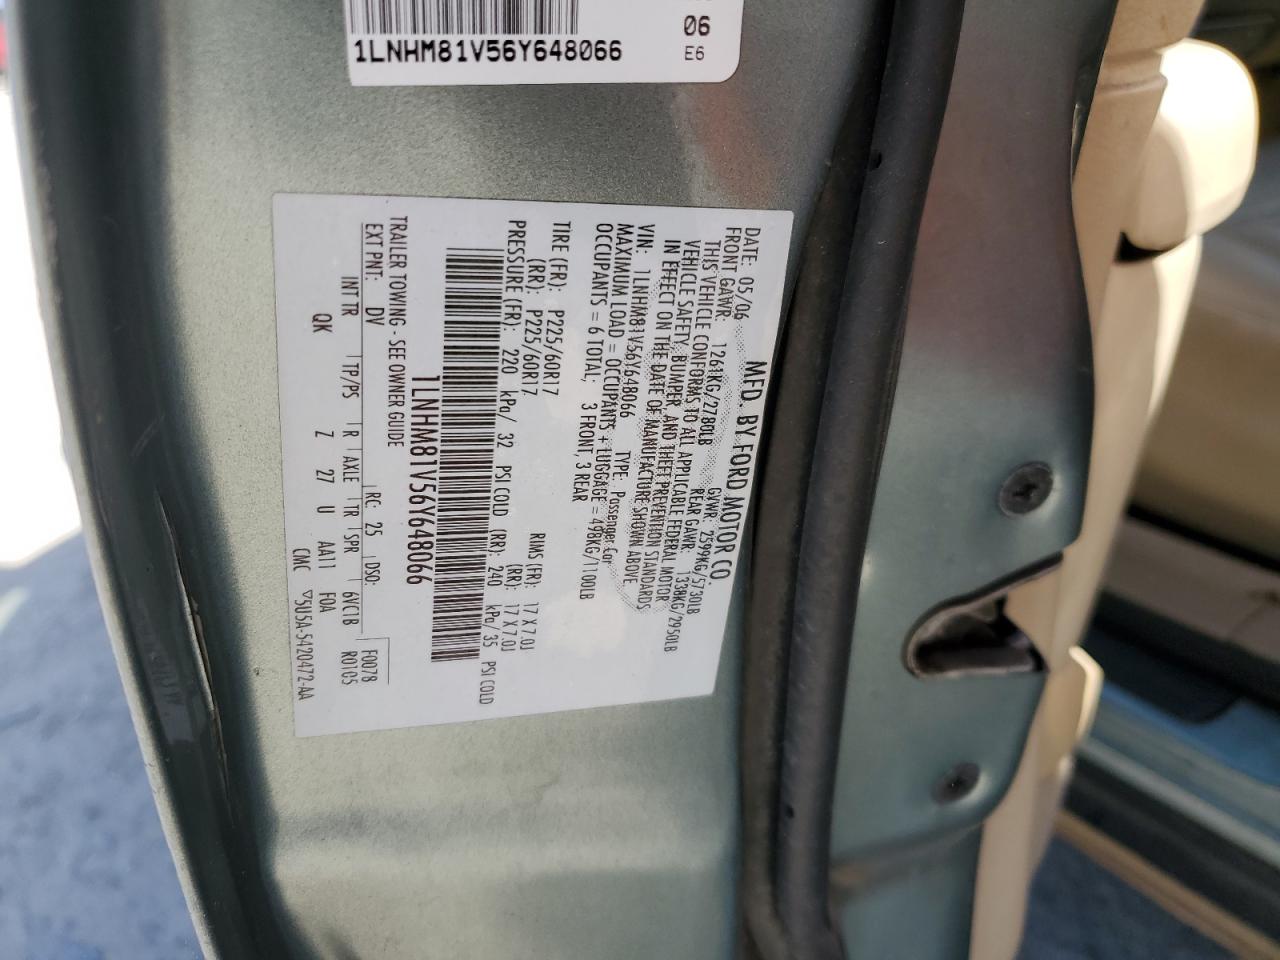 06
1LNHM81V56Y648066
E6
MFD. BY FORD MOTOR CO.
DATE: 05/06 GVWR: 2599KG/5730LB
FRONT GAWR: 1261KG/2780LB REAR GAWR: 1338KG/2950LB
THIS VEHICLE CONFORMS TO ALL APPLICABLE FEDERAL MOTOR
VEHICLE SAFETY, BUMPER, AND THEFT PREVENTION STANDARDS
IN EFFECT ON THE DATE OF MANUFACTURE SHOWN ABOVE
VIN: 1LNHM81V56Y648066 TYPE: Passenger Car
MAXIMUM LOAD = OCCUPANTS + LUGGAGE = 498KG/1100LB
OCCUPANTS = 6 TOTAL; 3 FRONT, 3 REAR
TIRE (FR): P225/60R17 RIMS (FR): 17 X 7.0J
(RR): P225/60R17 (RR): 17 X 7.0J
PRESSURE (FR): 220 kPa/ 32 PSI COLD (RR): 240 kPa/ 35 PSI COLD
1LNHM81V56Y648066
TRAILER TOWING - SEE OWNER GUIDE
F0078
R0105
EXT PNT: DV RC: 25 DSO:
INT TR TP/PS R AXLE TR SPR 6YC1B
QK Z 27 U AA11 FOA
CMC ▽5U5A-5420472-AA